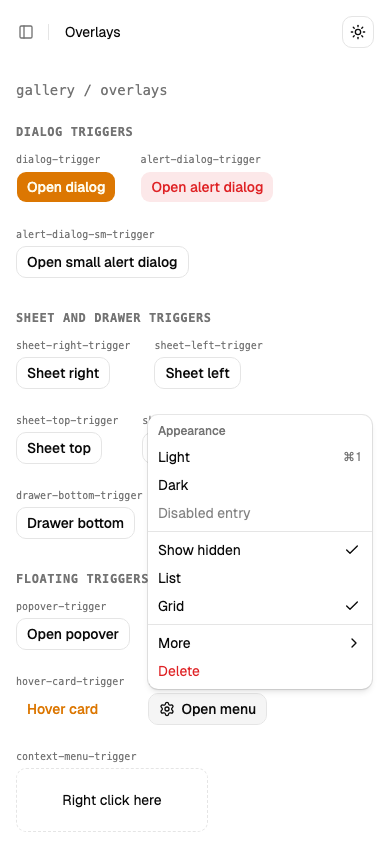 Overlays
gallery / overlays
DIALOG TRIGGERS
dialog-trigger
alert-dialog-trigger
Open dialog
Open alert dialog
alert-dialog-sm-trigger
Open small alert dialog
SHEET AND DRAWER TRIGGERS
sheet-right-trigger
sheet-left-trigger
Sheet right
Sheet left
sheet-top-trigger
Sheet top
drawer-bottom-trigger
Drawer bottom
FLOATING TRIGGERS
popover-trigger
Open popover
hover-card-trigger
Hover card
Appearance
Light ⌘1
Dark
Disabled entry
Show hidden
List
Grid
More
Delete
Open menu
context-menu-trigger
Right click here